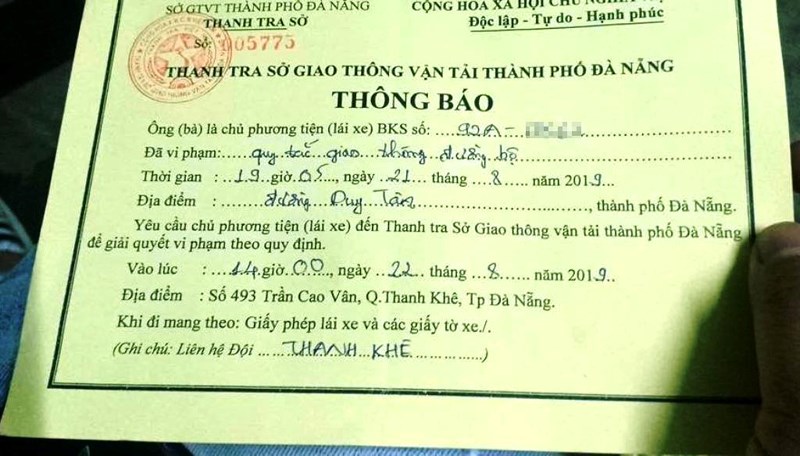 SỞ GTVT THÀNH PHỐ ĐÀ NẴNG
THANH TRA SỞ
CỘNG HÒA XÃ HỘI CHỦ NGHĨA
Độc lập - Tự do - Hạnh phúc
Số: 005775
THANH TRA SỞ GIAO THÔNG VẬN TẢI THÀNH PHỐ ĐÀ NẴNG
THÔNG BÁO
Ông (bà) là chủ phương tiện (lái xe) BKS số: 92A -
Đã vi phạm: quy tắc giao thông đường bộ
Thời gian : 19 giờ 05, ngày 21 tháng 8 năm 2019.
Địa điểm : đường Duy Tân, thành phố Đà Nẵng.
Yêu cầu chủ phương tiện (lái xe) đến Thanh tra Sở Giao thông vận tải thành phố Đà Nẵng
để giải quyết vi phạm theo quy định.
Vào lúc : 14 giờ 00, ngày 22 tháng 8 năm 2019.
Địa điểm : Số 493 Trần Cao Vân, Q.Thanh Khê, Tp Đà Nẵng.
Khi đi mang theo: Giấy phép lái xe và các giấy tờ xe./.
(Ghi chú: Liên hệ Đội THANH KHÊ)